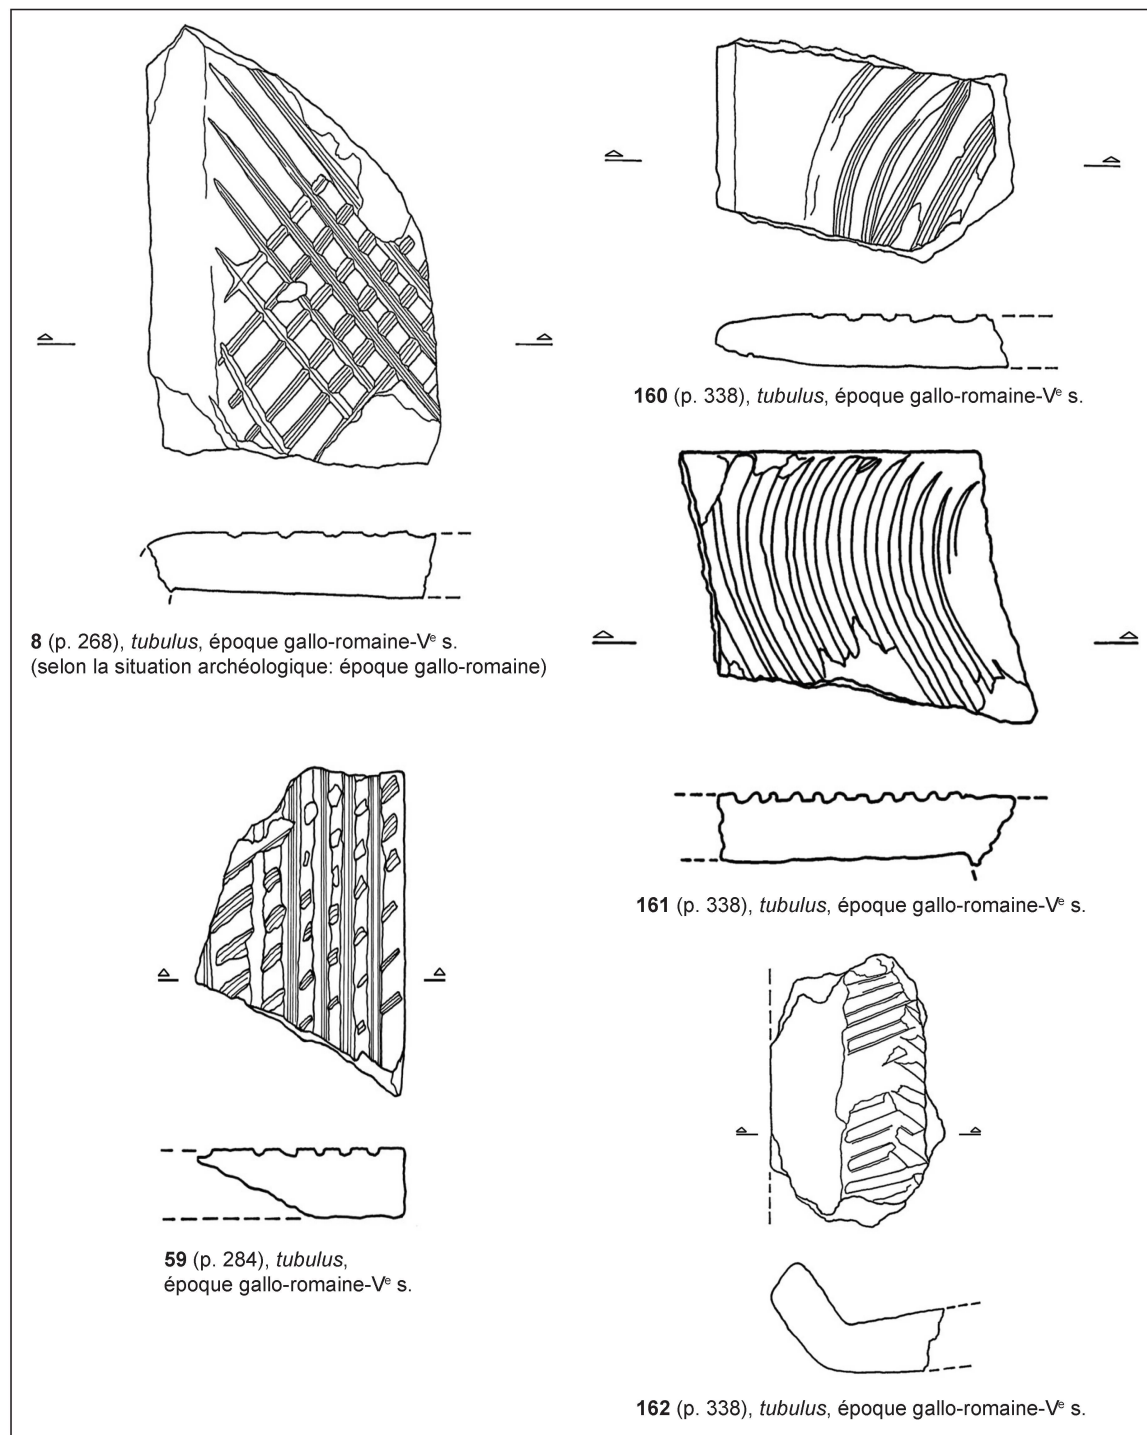 8 (p. 268), tubulus, époque gallo-romaine-Vᵉ s.
(selon la situation archéologique: époque gallo-romaine)
59 (p. 284), tubulus,
époque gallo-romaine-Vᵉ s.
160 (p. 338), tubulus, époque gallo-romaine-Vᵉ s.
161 (p. 338), tubulus, époque gallo-romaine-Vᵉ s.
162 (p. 338), tubulus, époque gallo-romaine-Vᵉ s.